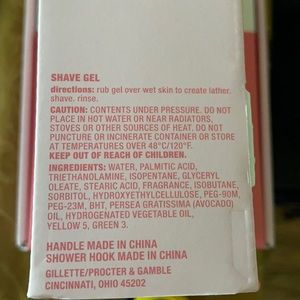 SHAVE GEL
directions: rub gel over wet skin to create lather.
shave. rinse.
CAUTION: CONTENTS UNDER PRESSURE. DO NOT
PLACE IN HOT WATER OR NEAR RADIATORS,
STOVES OR OTHER SOURCES OF HEAT. DO NOT
PUNCTURE OR INCINERATE CONTAINER OR STORE
AT TEMPERATURES OVER 48°C/120°F.
KEEP OUT OF REACH OF CHILDREN.
INGREDIENTS: WATER, PALMITIC ACID,
TRIETHANOLAMINE, ISOPENTANE, GLYCERYL
OLEATE, STEARIC ACID, FRAGRANCE, ISOBUTANE,
SORBITOL, HYDROXYETHYLCELLULOSE, PEG-90M,
PEG-23M, BHT, PERSEA GRATISSIMA (AVOCADO)
OIL, HYDROGENATED VEGETABLE OIL,
YELLOW 5, GREEN 3.
HANDLE MADE IN CHINA
SHOWER HOOK MADE IN CHINA
GILLETTE/PROCTER & GAMBLE
CINCINNATI, OHIO 45202